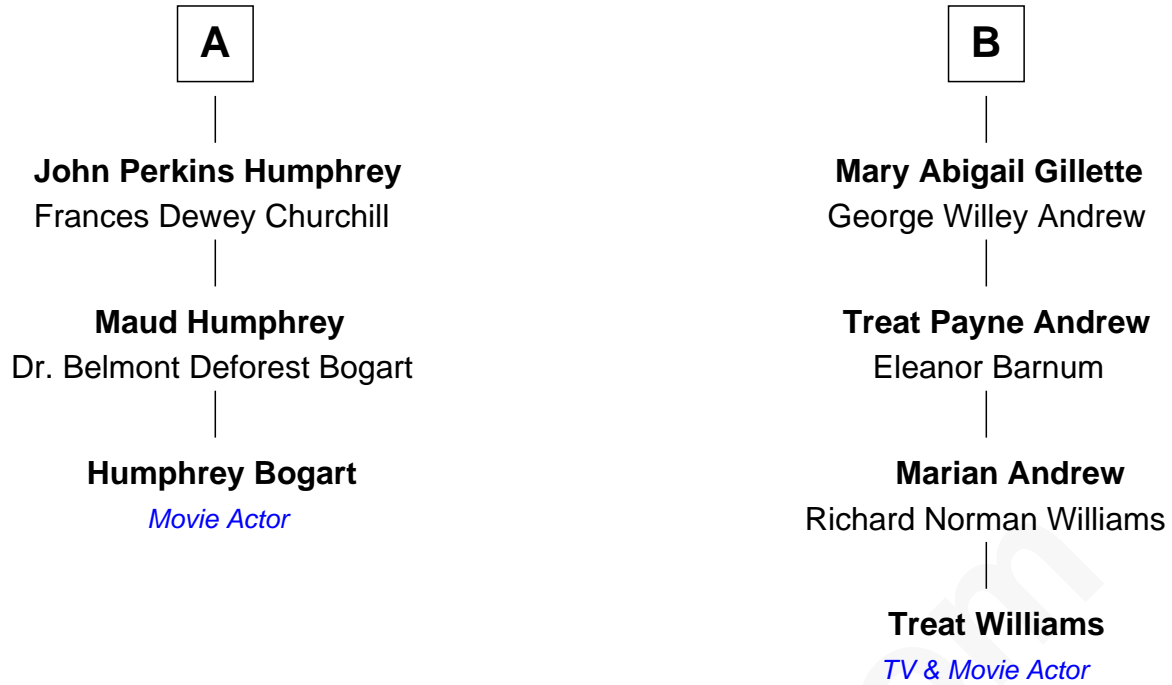 A
John Perkins Humphrey
Frances Dewey Churchill
Maud Humphrey
Dr. Belmont Deforest Bogart
Humphrey Bogart
Movie Actor
B
Mary Abigail Gillette
George Willey Andrew
Treat Payne Andrew
Eleanor Barnum
Marian Andrew
Richard Norman Williams
Treat Williams
TV & Movie Actor